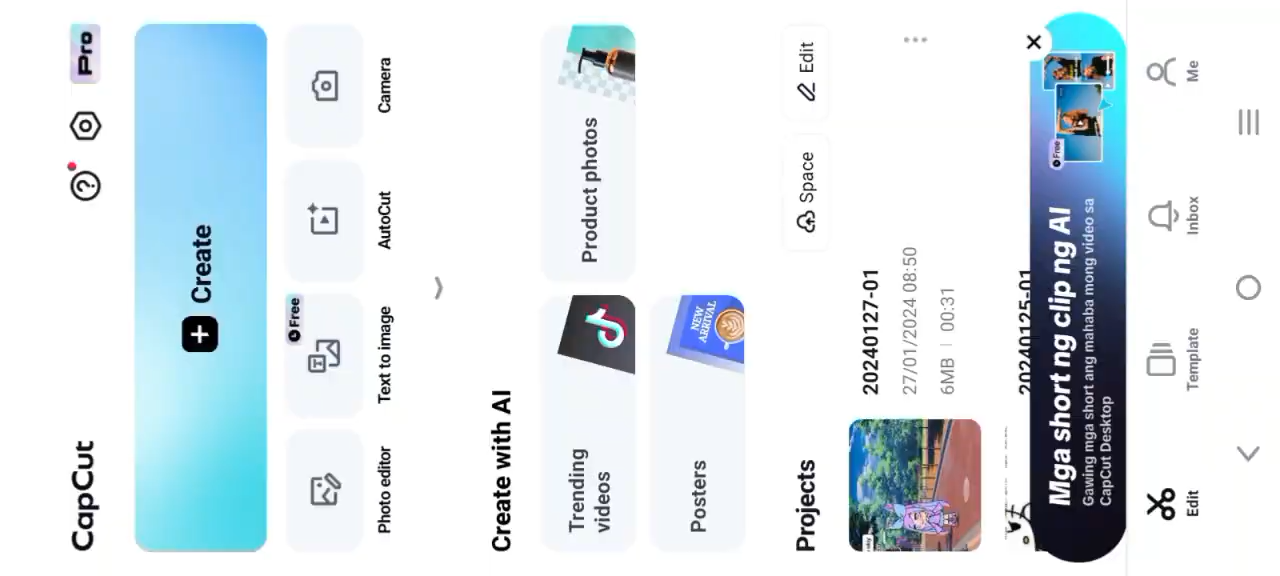 CapCut
Pro
Create
Free
Photo editor
Text to image
AutoCut
Camera
Create with AI
Trending
videos
Product photos
Posters
NEW
ARRIVAL
Projects
Space
Edit
20240127-01
27/01/2024 08:50
6MB | 00:31
20240125-01
Mga short ng clip ng AI
Gawing mga short ang mahaba mong video sa
CapCut Desktop
Free
Edit
Template
Inbox
Me